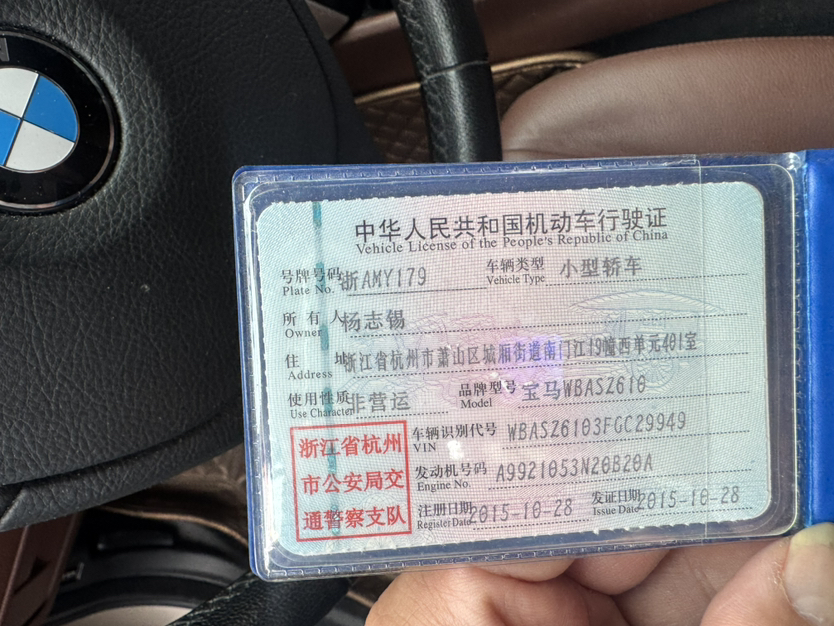 中华人民共和国机动车行驶证
Vehicle License of the People's Republic of China
号牌号码 浙AMY179 车辆类型 小型轿车
Plate No. Vehicle Type
所有人 杨志锡
Owner
住址 浙江省杭州市萧山区城厢街道南门江19幢西单元401室
Address
使用性质 非营运 品牌型号 宝马WBASZ610
Use Character Model
浙江省杭州
市公安局交
通警察支队
车辆识别代号 WBASZ6103FGC29949
VIN
发动机号码 A9921053N20B20A
Engine No.
注册日期 2015-10-28 发证日期 2015-10-28
Register Date Issue Date